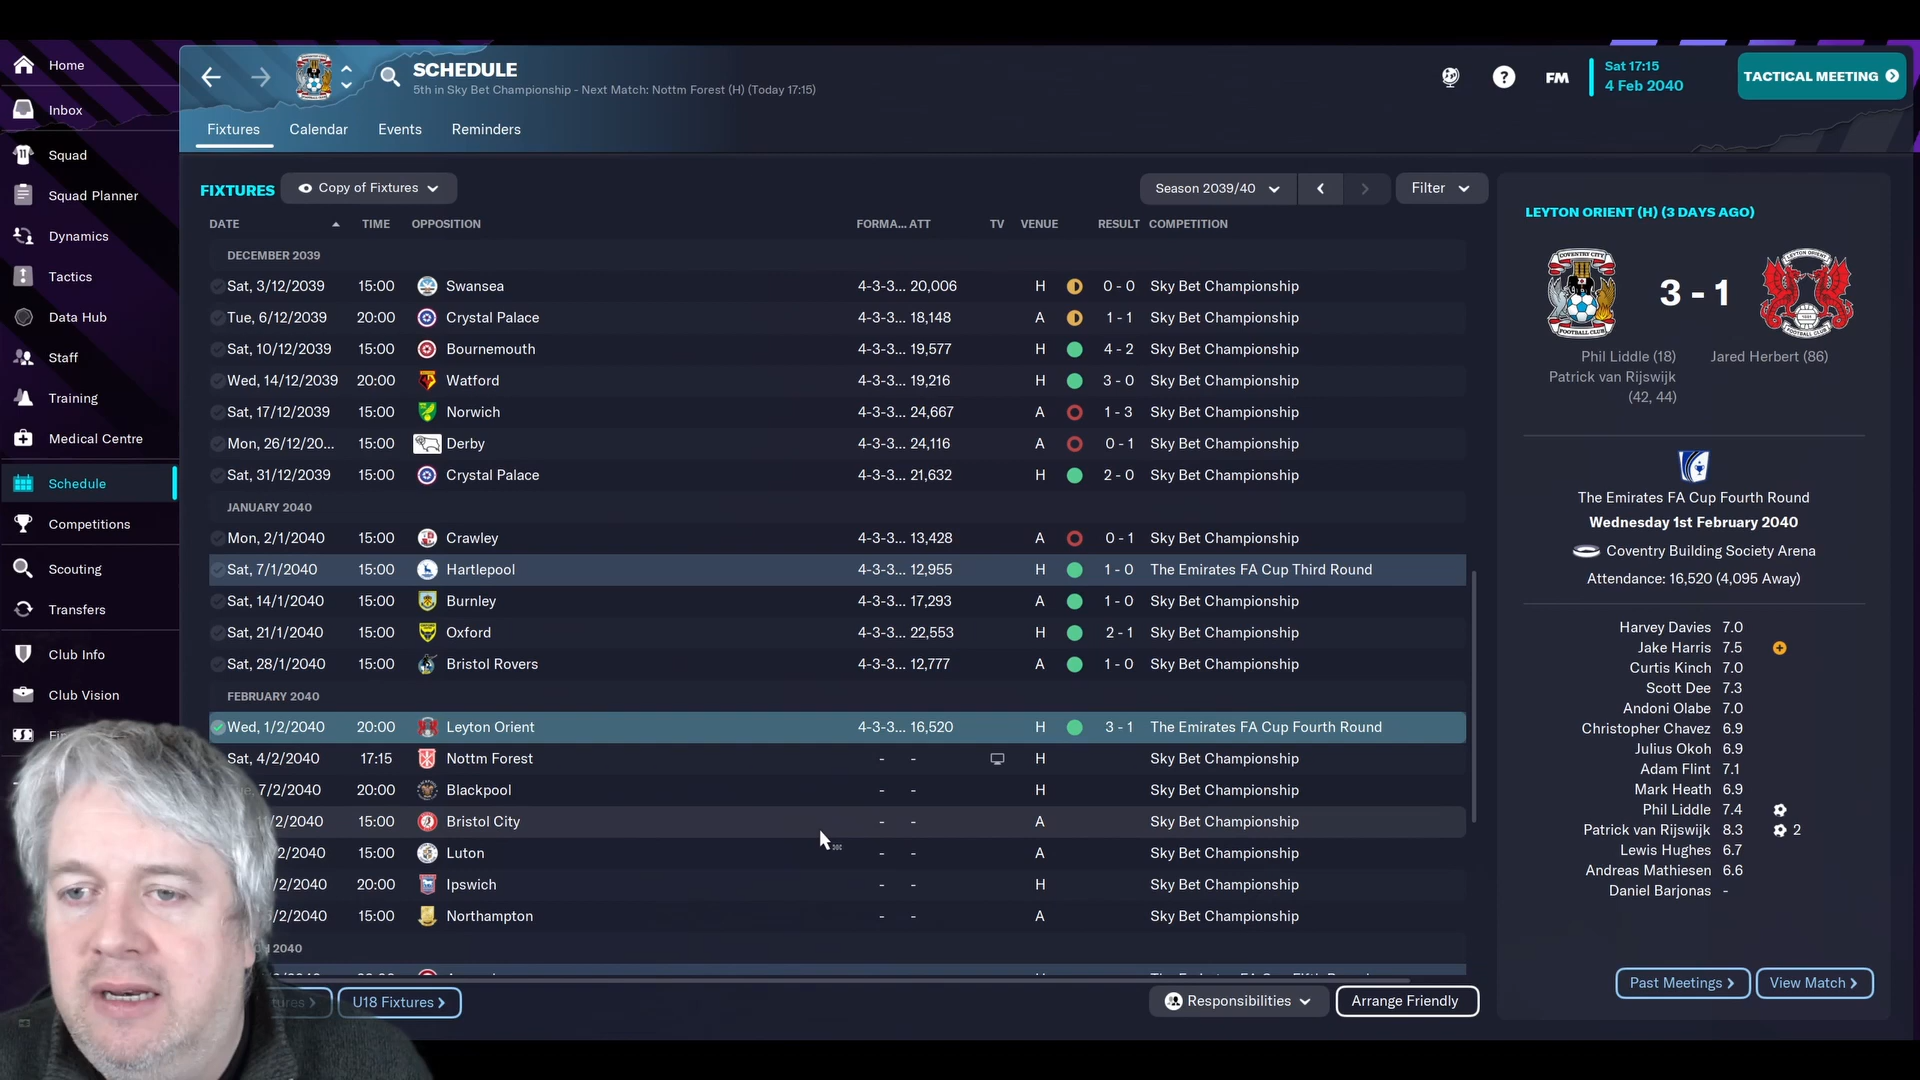 Home
Inbox
Squad
Squad Planner
Dynamics
Tactics
Data Hub
Staff
Training
Medical Centre
Schedule
Competitions
Scouting
Transfers
Club Info
Club Vision
SCHEDULE
5th in Sky Bet Championship - Next Match: Nottm Forest (H) (Today 17:15)
FM
Sat 17:15
4 Feb 2040
TACTICAL MEETING
Fixtures Calendar Events Reminders
FIXTURES Copy of Fixtures Season 2039/40 Filter
DATE TIME OPPOSITION FORMA... ATT TV VENUE RESULT COMPETITION
DECEMBER 2039
Sat, 3/12/2039 15:00 Swansea 4-3-3... 20,006 H 0 - 0 Sky Bet Championship
Tue, 6/12/2039 20:00 Crystal Palace 4-3-3... 18,148 A 1 - 1 Sky Bet Championship
Sat, 10/12/2039 15:00 Bournemouth 4-3-3... 19,577 H 4 - 2 Sky Bet Championship
Wed, 14/12/2039 20:00 Watford 4-3-3... 19,216 H 3 - 0 Sky Bet Championship
Sat, 17/12/2039 15:00 Norwich 4-3-3... 24,667 A 1 - 3 Sky Bet Championship
Mon, 26/12/20... 15:00 Derby 4-3-3... 24,116 A 0 - 1 Sky Bet Championship
Sat, 31/12/2039 15:00 Crystal Palace 4-3-3... 21,632 H 2 - 0 Sky Bet Championship
JANUARY 2040
Mon, 2/1/2040 15:00 Crawley 4-3-3... 13,428 A 0 - 1 Sky Bet Championship
Sat, 7/1/2040 15:00 Hartlepool 4-3-3... 12,955 H 1 - 0 The Emirates FA Cup Third Round
Sat, 14/1/2040 15:00 Burnley 4-3-3... 17,293 A 1 - 0 Sky Bet Championship
Sat, 21/1/2040 15:00 Oxford 4-3-3... 22,553 H 2 - 1 Sky Bet Championship
Sat, 28/1/2040 15:00 Bristol Rovers 4-3-3... 12,777 A 1 - 0 Sky Bet Championship
FEBRUARY 2040
Wed, 1/2/2040 20:00 Leyton Orient 4-3-3... 16,520 H 3 - 1 The Emirates FA Cup Fourth Round
Sat, 4/2/2040 17:15 Nottm Forest - - H Sky Bet Championship
7/2/2040 20:00 Blackpool - - H Sky Bet Championship
/2/2040 15:00 Bristol City - - A Sky Bet Championship
/2/2040 15:00 Luton - - A Sky Bet Championship
/2/2040 20:00 Ipswich - - H Sky Bet Championship
/2/2040 15:00 Northampton - - A Sky Bet Championship
2040
U18 Fixtures
Responsibilities
Arrange Friendly
LEYTON ORIENT (H) (3 DAYS AGO)
COVENTRY CITY
FOOTBALL CLUB
3 - 1
LEYTON ORIENT
FOOTBALL CLUB
Phil Liddle (18) Jared Herbert (86)
Patrick van Rijswijk
(42, 44)
The Emirates FA Cup Fourth Round
Wednesday 1st February 2040
Coventry Building Society Arena
Attendance: 16,520 (4,095 Away)
Harvey Davies 7.0
Jake Harris 7.5
Curtis Kinch 7.0
Scott Dee 7.3
Andoni Olabe 7.0
Christopher Chavez 6.9
Julius Okoh 6.9
Adam Flint 7.1
Mark Heath 6.9
Phil Liddle 7.4
Patrick van Rijswijk 8.3 2
Lewis Hughes 6.7
Andreas Mathiesen 6.6
Daniel Barjonas -
Past Meetings
View Match